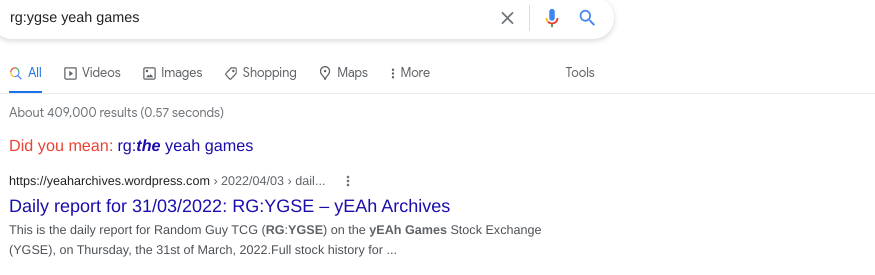 rg:ygse yeah games
All Videos Images Shopping Maps More Tools
About 409,000 results (0.57 seconds)
Did you mean: rg:the yeah games
https://yeaharchives.wordpress.com › 2022/04/03 › dail...
Daily report for 31/03/2022: RG:YGSE – yEAh Archives
This is the daily report for Random Guy TCG (RG:YGSE) on the yEAh Games Stock Exchange
(YGSE), on Thursday, the 31st of March, 2022.Full stock history for ...